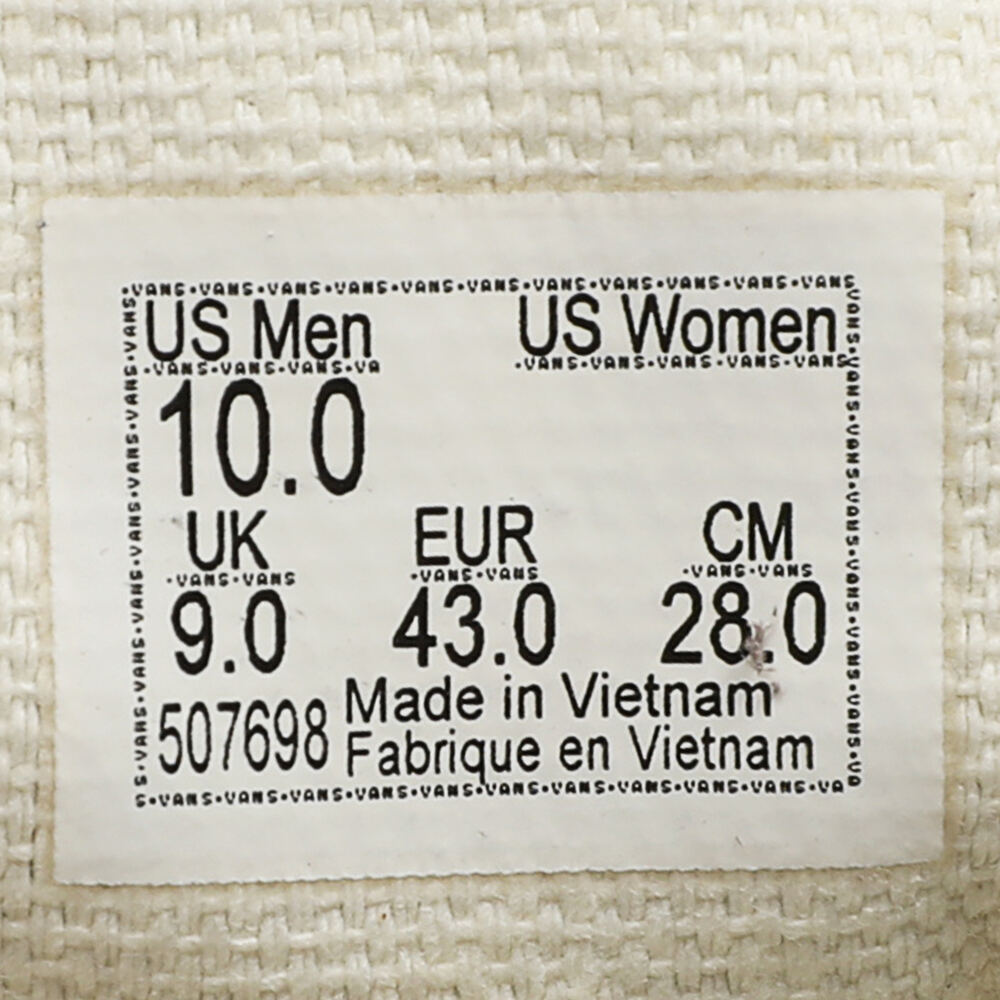 ·VANS·VANS·VANS·VANS·VANS·VANS·VANS·VANS·VANS·VANS·VANS
US Men US Women
·VANS·VANS·VANS·VA ·VANS·VANS·VANS·VANS·VANS
10.0
UK EUR CM
·VANS·VANS ·VANS·VANS ·VANS·VANS
9.0 43.0 28.0
507698 Made in Vietnam
Fabrique en Vietnam
S·VANS·VANS·VANS·VANS·VANS·VANS·VANS·VANS·VANS·VANS·VA